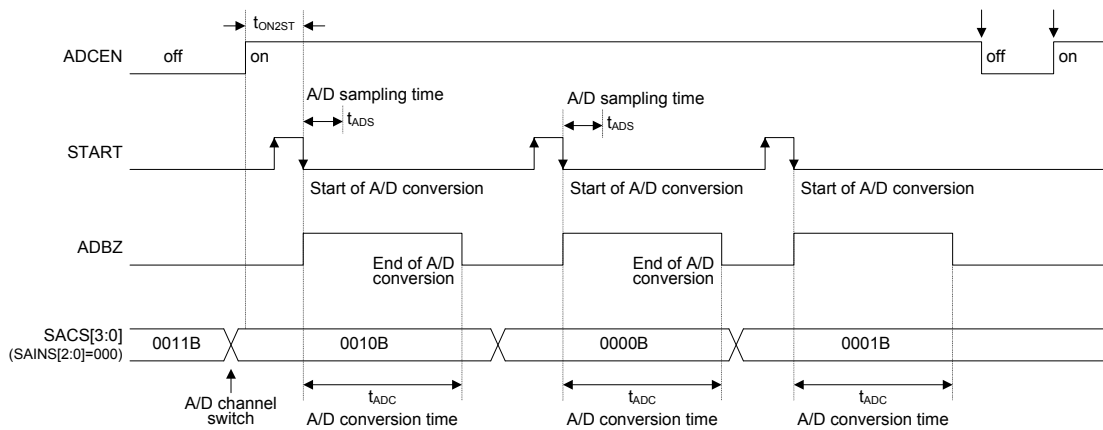 tON2ST
ADCEN
off
on
off
on
A/D sampling time
tADS
A/D sampling time
tADS
START
Start of A/D conversion
Start of A/D conversion
Start of A/D conversion
ADBZ
End of A/D
conversion
End of A/D
conversion
SACS[3:0]
(SAINS[2:0]=000)
0011B
0010B
0000B
0001B
A/D channel
switch
tADC
A/D conversion time
tADC
A/D conversion time
tADC
A/D conversion time